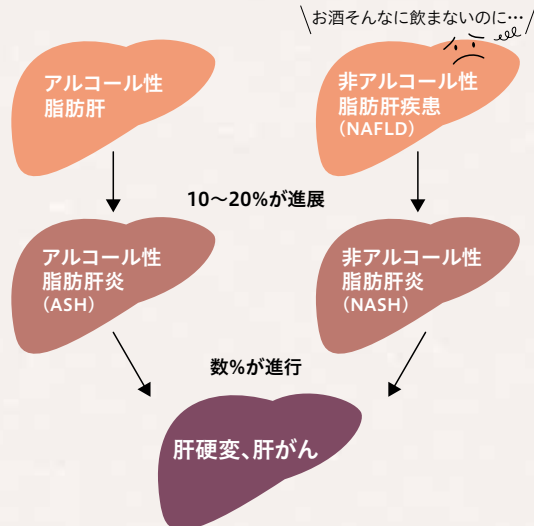 お酒そんなに飲まないのに…
アルコール性
脂肪肝
非アルコール性
脂肪肝疾患
(NAFLD)
10〜20%が進展
アルコール性
脂肪肝炎
(ASH)
非アルコール性
脂肪肝炎
(NASH)
数%が進行
肝硬変、肝がん